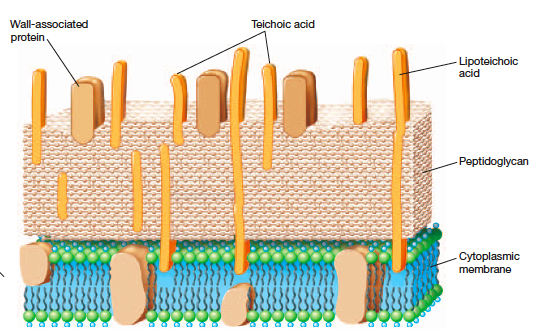 Wall-associated
protein
Teichoic acid
Lipoteichoic
acid
Peptidoglycan
Cytoplasmic
membrane